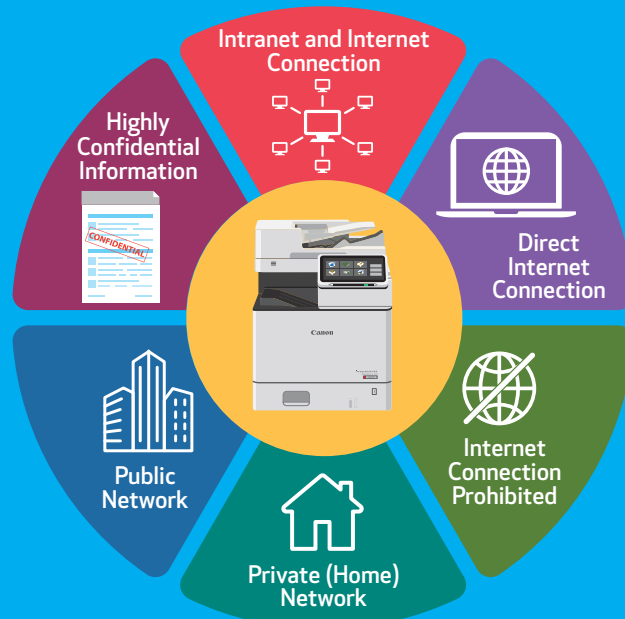 Intranet and Internet
Connection
Highly
Confidential
Information
CONFIDENTIAL
Direct
Internet
Connection
Canon
Public
Network
Internet
Connection
Prohibited
Private (Home)
Network